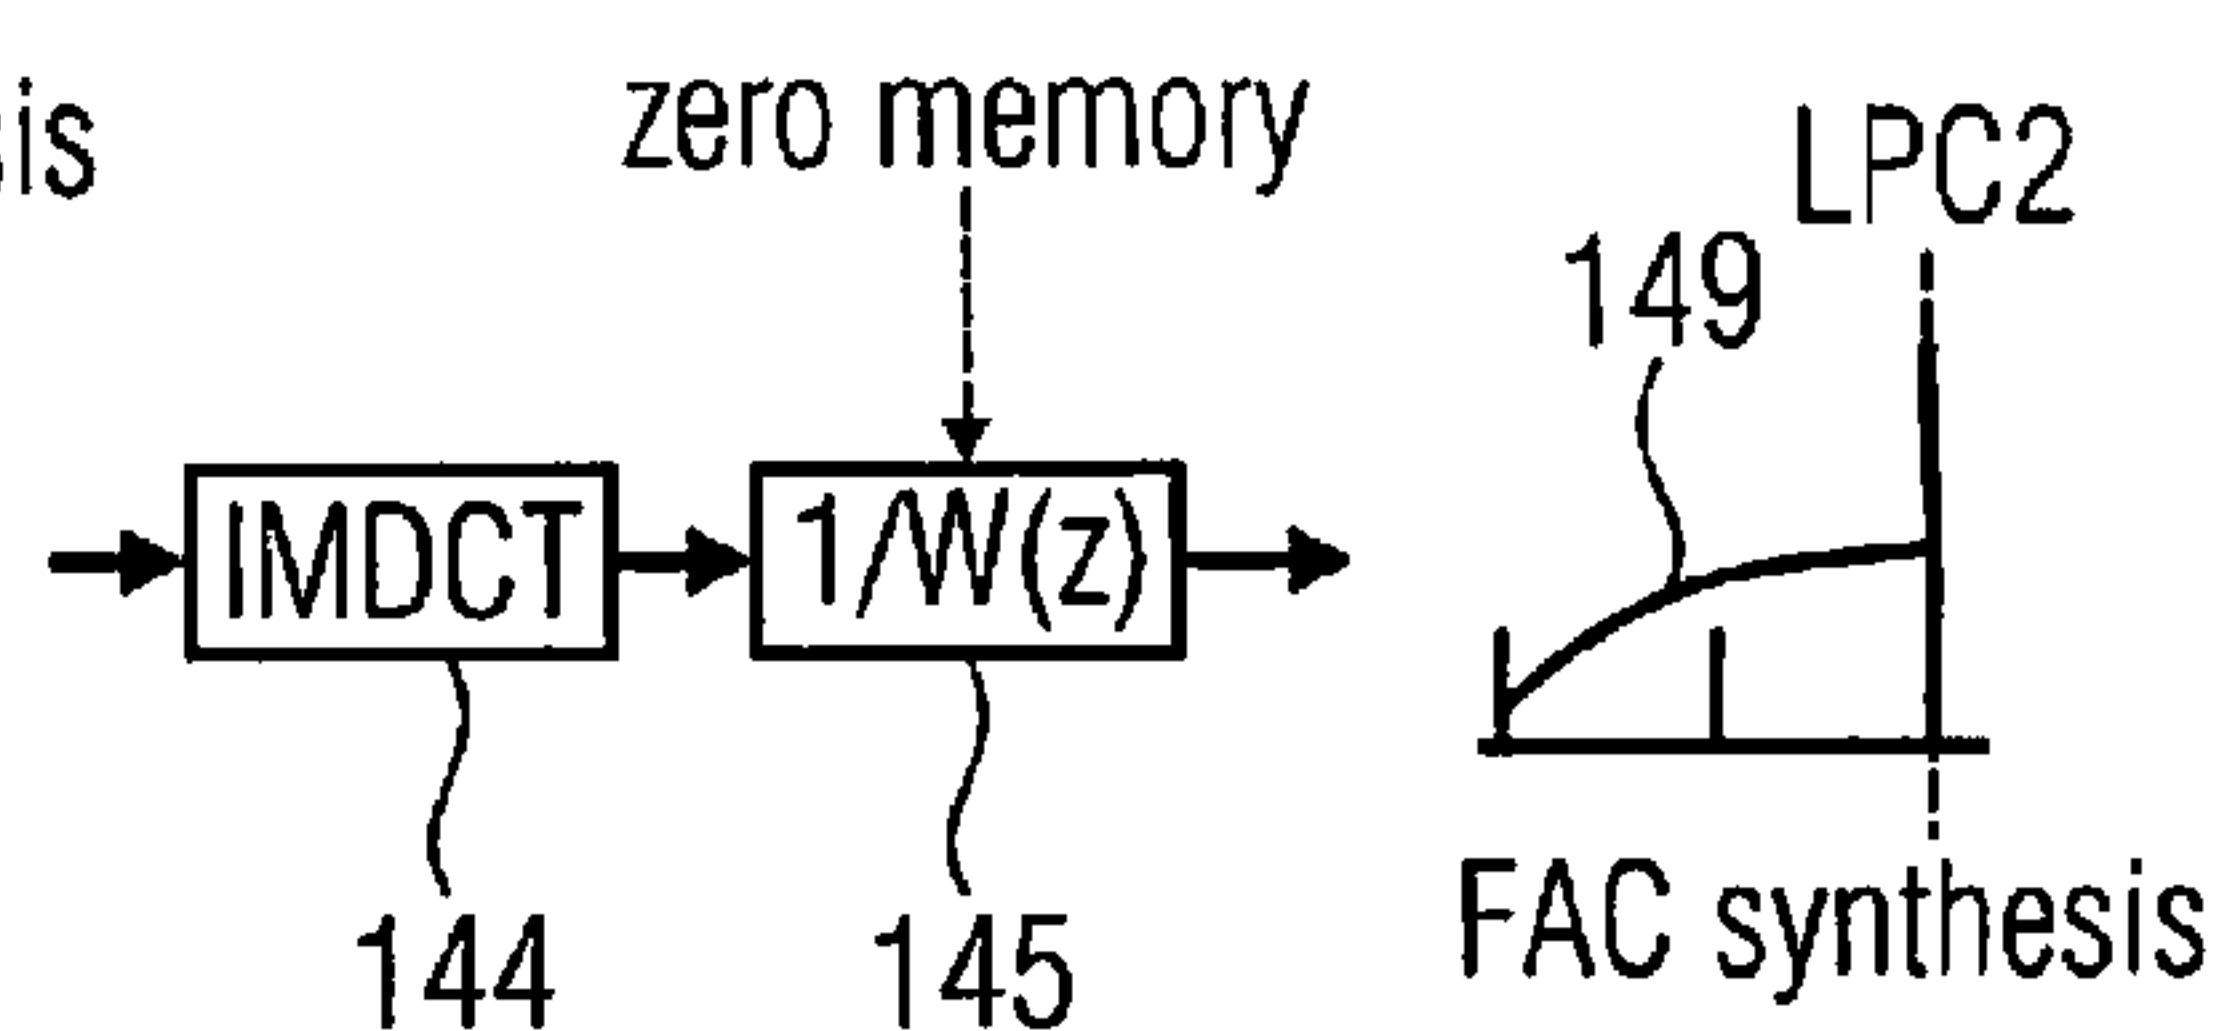 zero memory
LPC2
149
IMDCT
1/W(z)
144
145
FAC synthesis